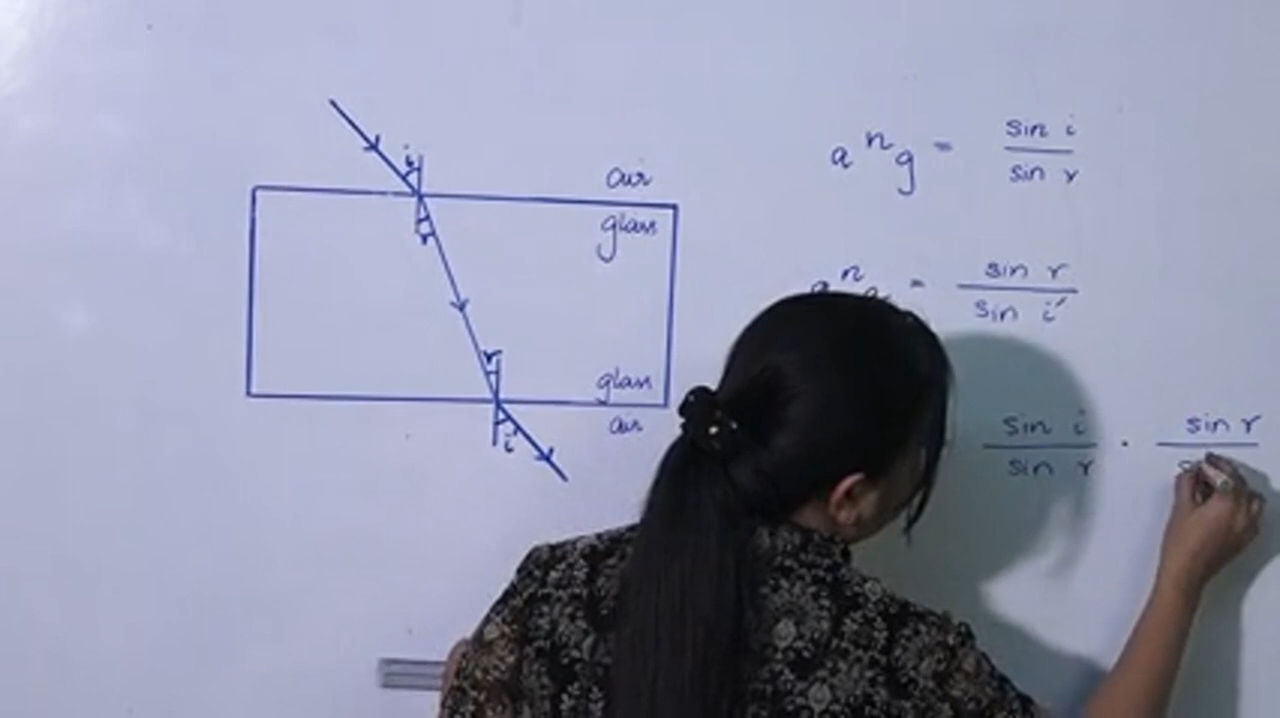 i
air
r
glass
r
glass
air
i'
a n g = sin i / sin r
n = sin r / sin i'
sin i / sin r . sin r